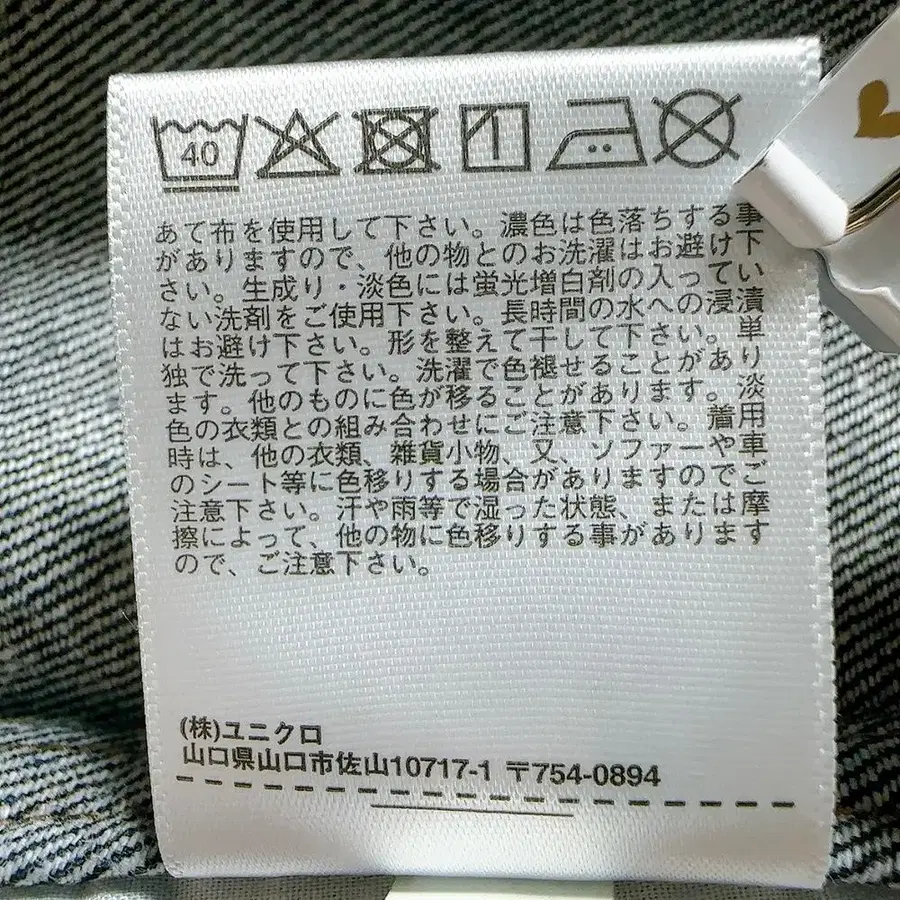 40
あて布を使用して下さい。濃色は色落ちする事
がありますので、他の物とのお洗濯はお避け下
さい。生成り・淡色には蛍光増白剤の入ってい
ない洗剤をご使用下さい。長時間の水への浸漬
はお避け下さい。形を整えて干して下さい。単
独で洗って下さい。洗濯で色褪せることがあり
ます。他のものに色が移ることがあります。淡
色の衣類との組み合わせにご注意下さい。着用
時は、他の衣類、雑貨小物、又、ソファーや車
のシート等に色移りする場合がありますのでご
注意下さい。汗や雨等で湿った状態、または摩
擦によって、他の物に色移りする事があります
ので、ご注意下さい。
(株)ユニクロ
山口県山口市佐山10717-1 〒754-0894